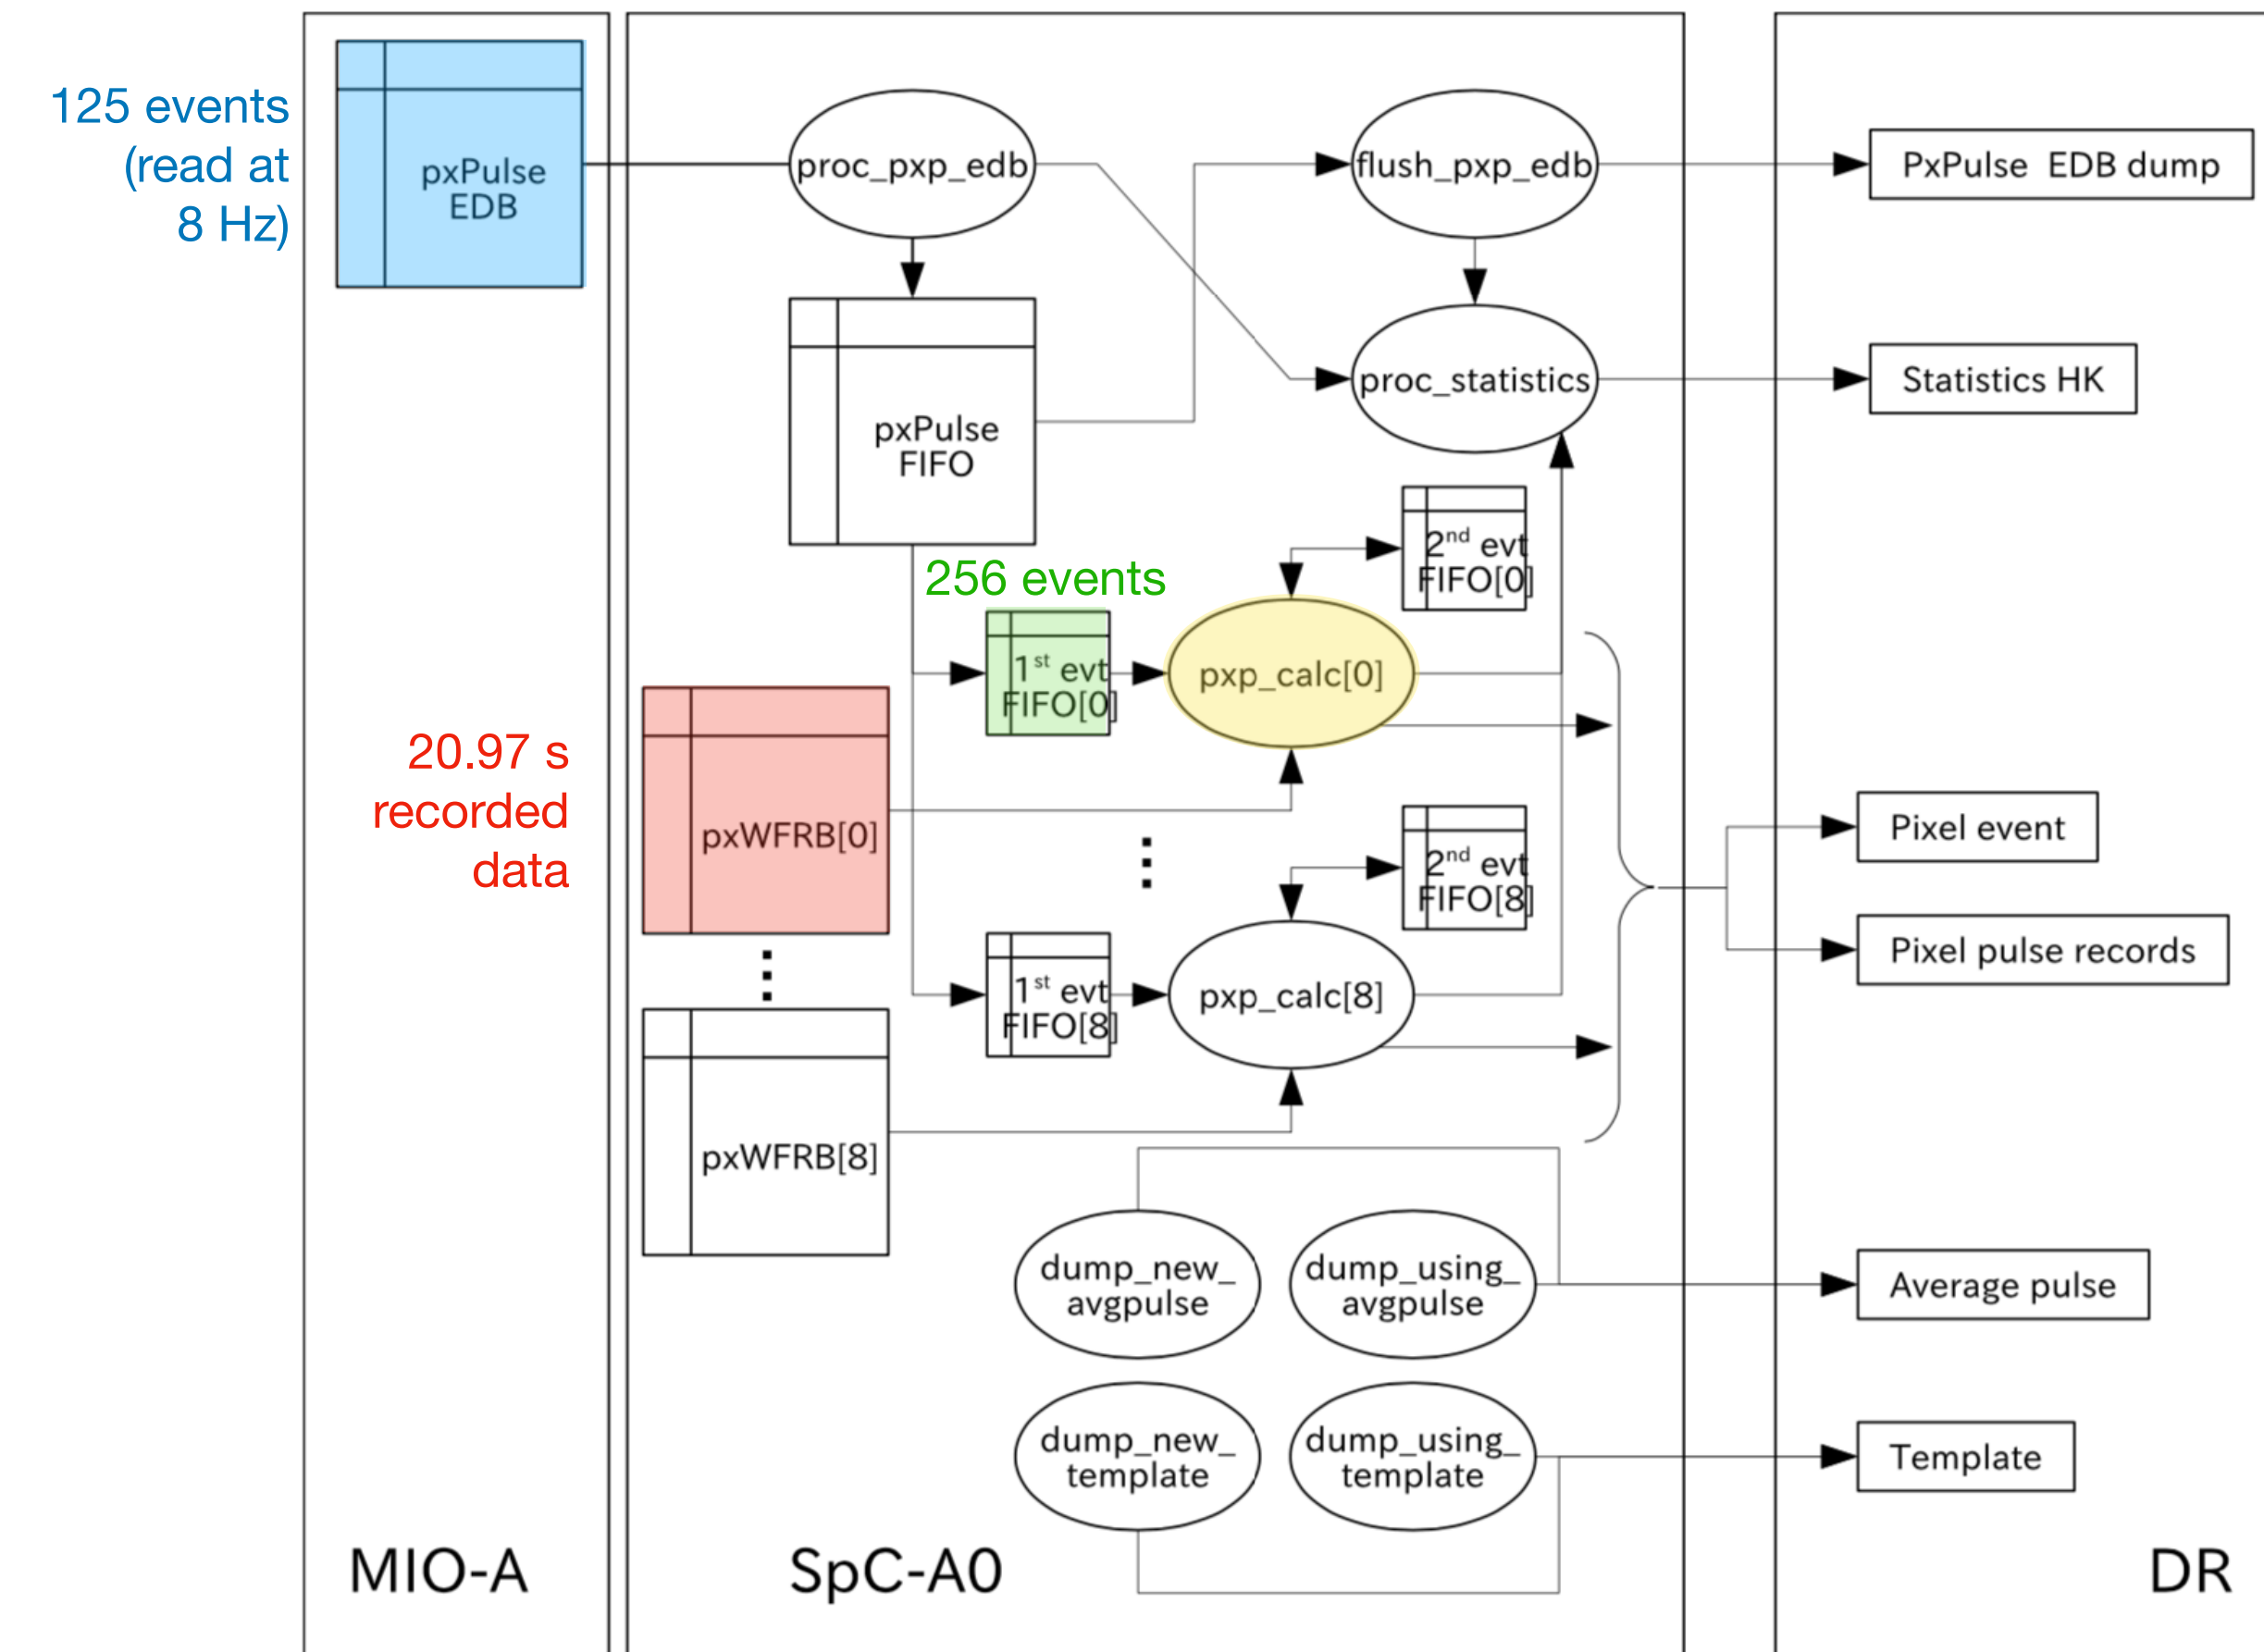 125 events
(read at
8 Hz)
pxPulse
EDB
proc_pxp_edb
flush_pxp_edb
PxPulse EDB dump
proc_statistics
Statistics HK
pxPulse
FIFO
2nd evt
FIFO[0]
256 events
1st evt
FIFO[0]
pxp_calc[0]
20.97 s
recorded
data
pxWFRB[0]
2nd evt
FIFO[8]
Pixel event
Pixel pulse records
1st evt
FIFO[8]
pxp_calc[8]
pxWFRB[8]
dump_new_
avgpulse
dump_using_
avgpulse
Average pulse
dump_new_
template
dump_using_
template
Template
MIO-A
SpC-A0
DR